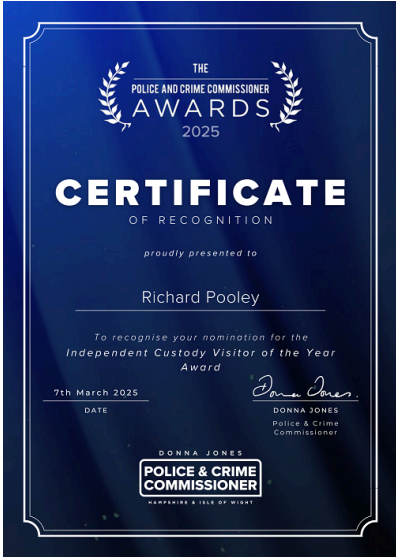 THE
POLICE AND CRIME COMMISSIONER
AWARDS
2025
CERTIFICATE
OF RECOGNITION
proudly presented to
Richard Pooley
To recognise your nomination for the
Independent Custody Visitor of the Year
Award
7th March 2025
DATE
Donna Jones.
DONNA JONES
Police & Crime
Commissioner
DONNA JONES
POLICE & CRIME
COMMISSIONER
HAMPSHIRE & ISLE OF WIGHT